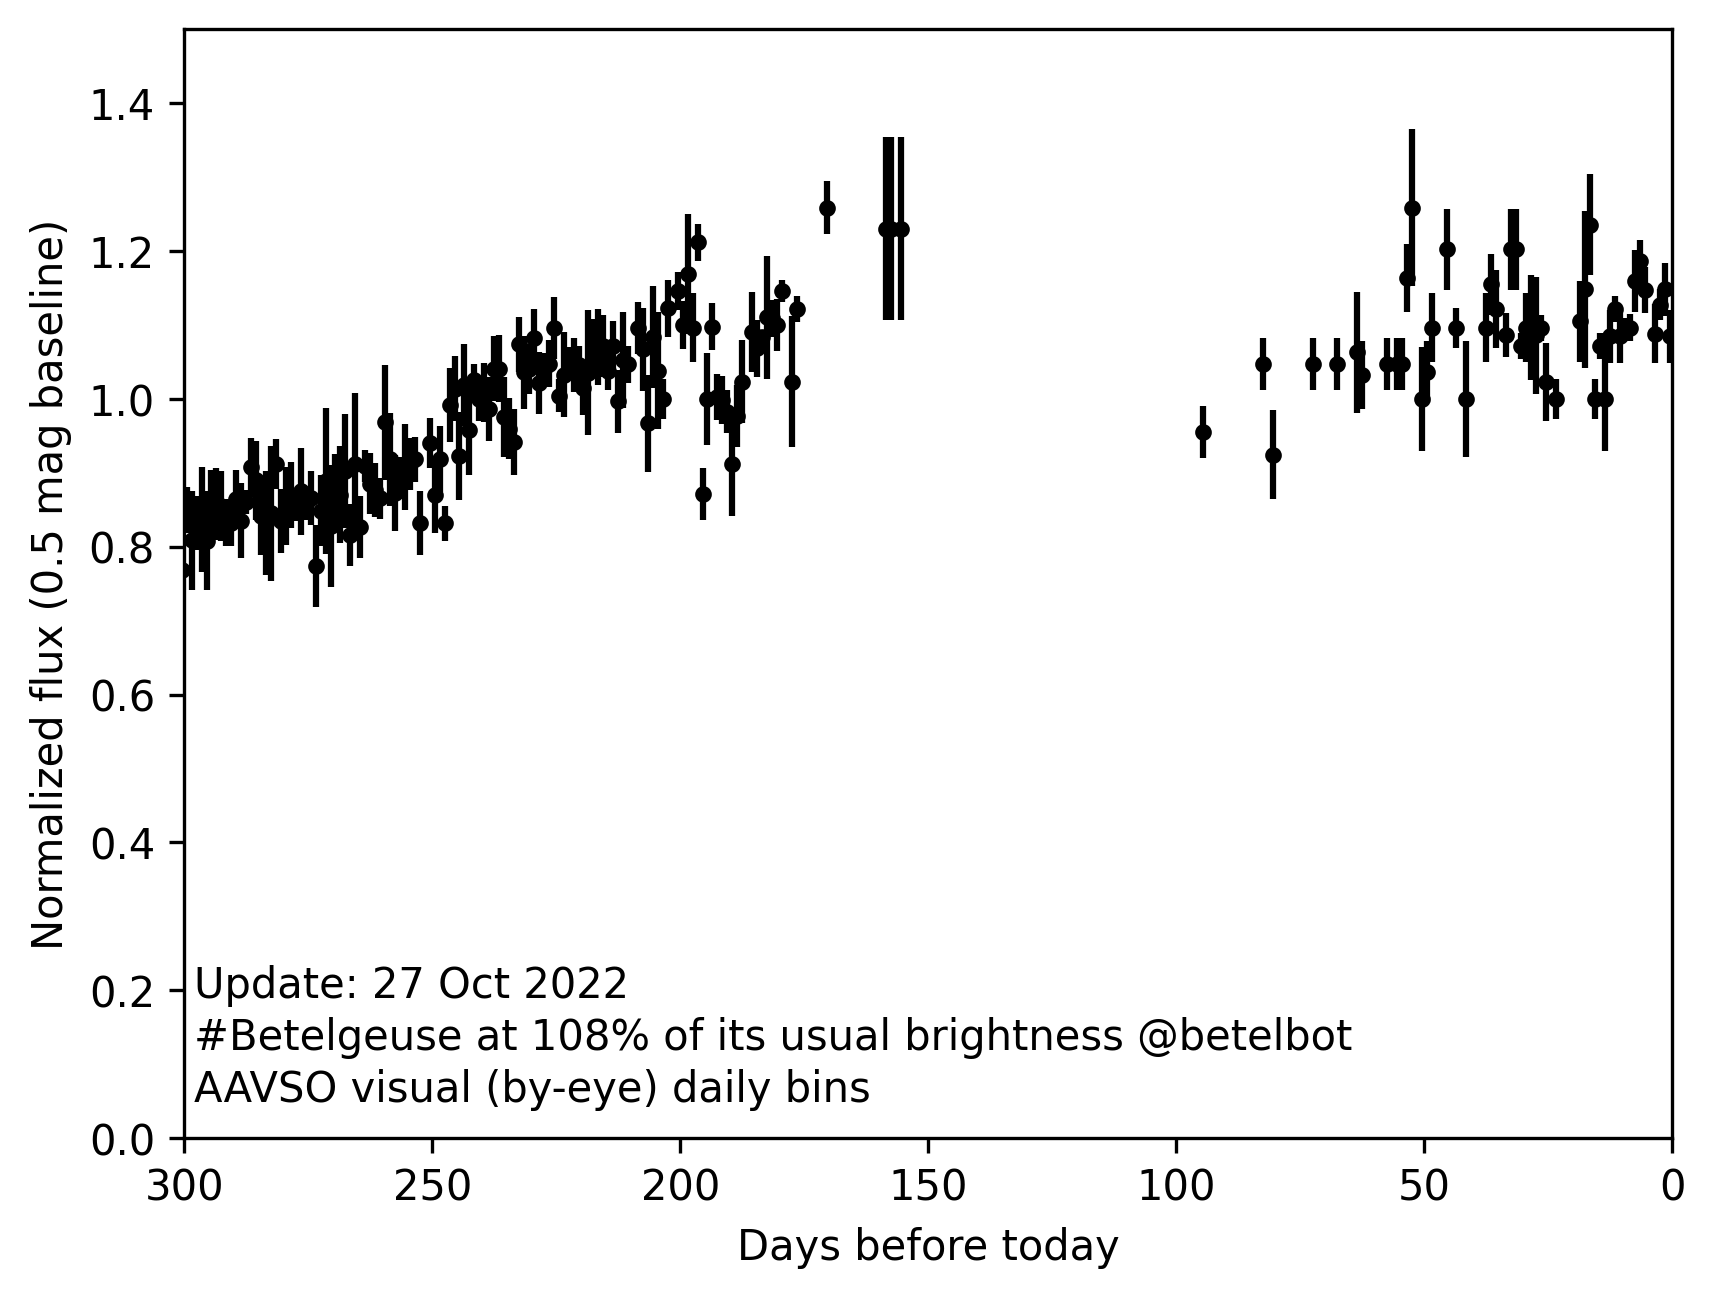 1.4
1.2
1.0
0.8
0.6
0.4
0.2
0.0
Normalized flux (0.5 mag baseline)
Update: 27 Oct 2022
#Betelgeuse at 108% of its usual brightness @betelbot
AAVSO visual (by-eye) daily bins
300 250 200 150 100 50 0
Days before today